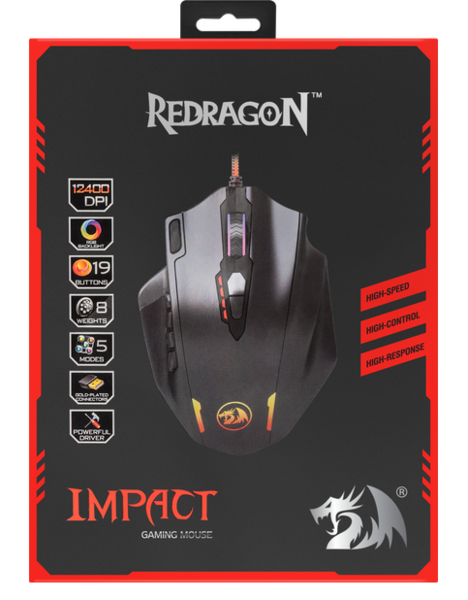 REDRAGON™
12400
DPI
RGB
BACKLIGHT
19
BUTTONS
8
WEIGHTS
5
MODES
GOLD-PLATED
CONNECTORS
POWERFUL
DRIVER
HIGH-SPEED
HIGH-CONTROL
HIGH-RESPONSE
IMPACT
GAMING MOUSE
®